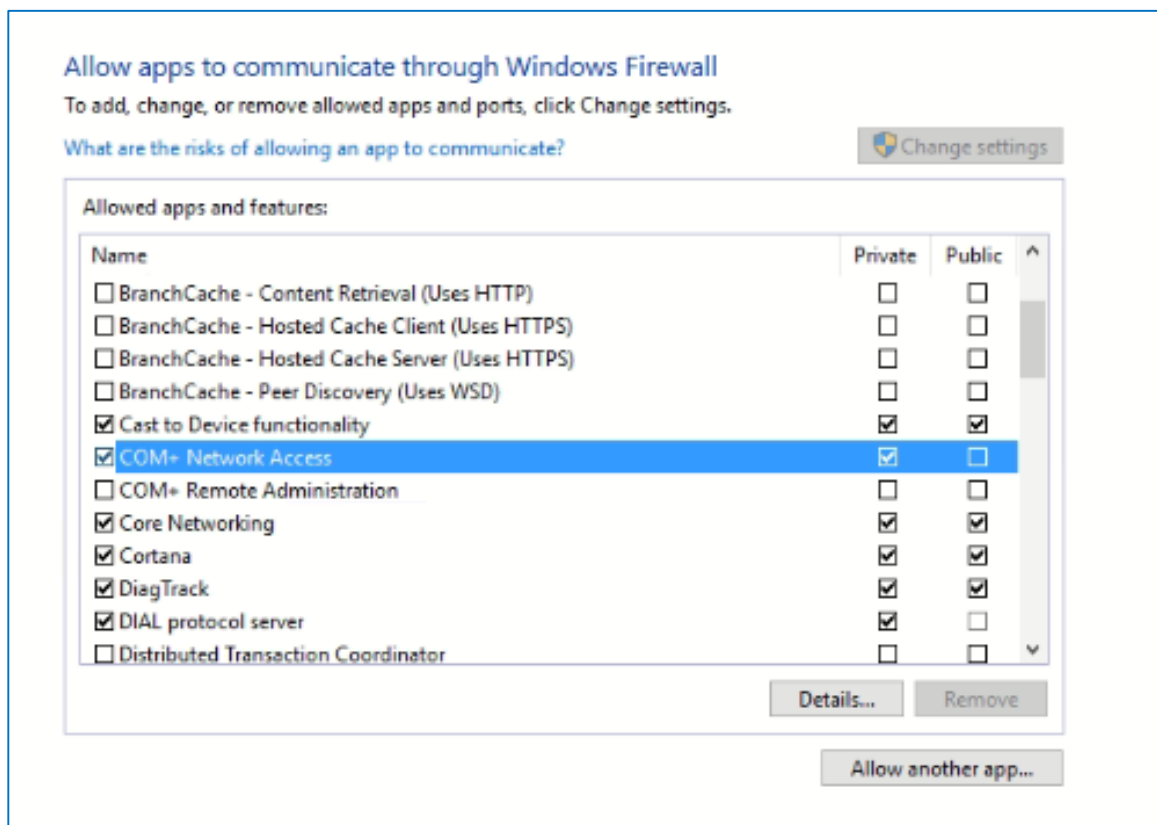 Allow apps to communicate through Windows Firewall
To add, change, or remove allowed apps and ports, click Change settings.
What are the risks of allowing an app to communicate?
Change settings
Allowed apps and features:
Name Private Public
BranchCache - Content Retrieval (Uses HTTP)
BranchCache - Hosted Cache Client (Uses HTTPS)
BranchCache - Hosted Cache Server (Uses HTTPS)
BranchCache - Peer Discovery (Uses WSD)
Cast to Device functionality
COM+ Network Access
COM+ Remote Administration
Core Networking
Cortana
DiagTrack
DIAL protocol server
Distributed Transaction Coordinator
Details... Remove
Allow another app...